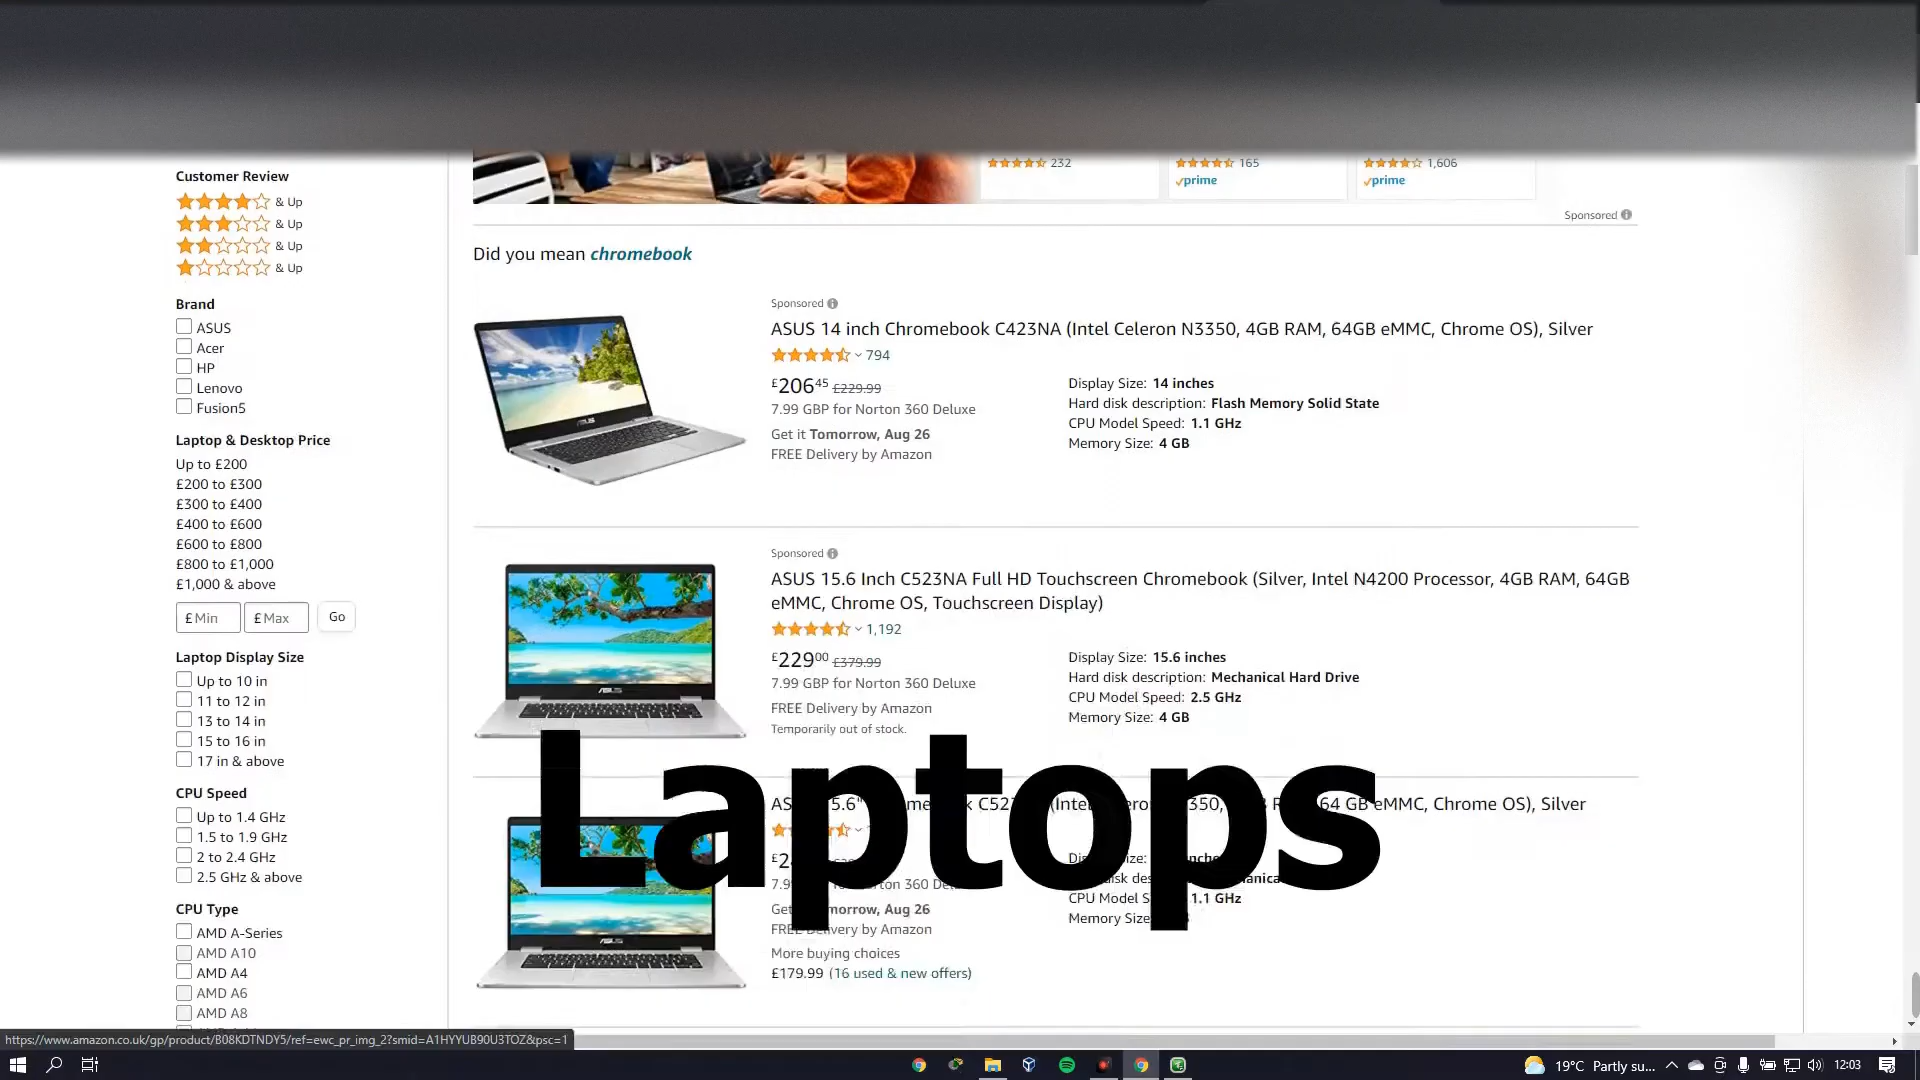 232
165
1,606
prime
prime
Sponsored
Customer Review
& Up
& Up
& Up
& Up
Brand
ASUS
Acer
HP
Lenovo
Fusion5
Laptop & Desktop Price
Up to £200
£200 to £300
£300 to £400
£400 to £600
£600 to £800
£800 to £1,000
£1,000 & above
£ Min
£ Max
Go
Laptop Display Size
Up to 10 in
11 to 12 in
13 to 14 in
15 to 16 in
17 in & above
CPU Speed
Up to 1.4 GHz
1.5 to 1.9 GHz
2 to 2.4 GHz
2.5 GHz & above
CPU Type
AMD A-Series
AMD A10
AMD A4
AMD A6
AMD A8
Did you mean chromebook
Sponsored
ASUS 14 inch Chromebook C423NA (Intel Celeron N3350, 4GB RAM, 64GB eMMC, Chrome OS), Silver
794
£206.45 £229.99
7.99 GBP for Norton 360 Deluxe
Get it Tomorrow, Aug 26
FREE Delivery by Amazon
Display Size: 14 inches
Hard disk description: Flash Memory Solid State
CPU Model Speed: 1.1 GHz
Memory Size: 4 GB
ASUS
Sponsored
ASUS 15.6 Inch C523NA Full HD Touchscreen Chromebook (Silver, Intel N4200 Processor, 4GB RAM, 64GB
eMMC, Chrome OS, Touchscreen Display)
1,192
£229.00 £379.99
7.99 GBP for Norton 360 Deluxe
FREE Delivery by Amazon
Temporarily out of stock.
Display Size: 15.6 inches
Hard disk description: Mechanical Hard Drive
CPU Model Speed: 2.5 GHz
Memory Size: 4 GB
ASUS
Laptops
64 GB eMMC, Chrome OS), Silver
Aug 26
by Amazon
More buying choices
£179.99 (16 used & new offers)
CPU Model
1.1 GHz
Memory Size
ASUS
https://www.amazon.co.uk/gp/product/B08KDTNDY5/ref=ewc_pr_img_2?smid=A1HYYUB90U3TOZ&psc=1
19°C Partly su...
12:03